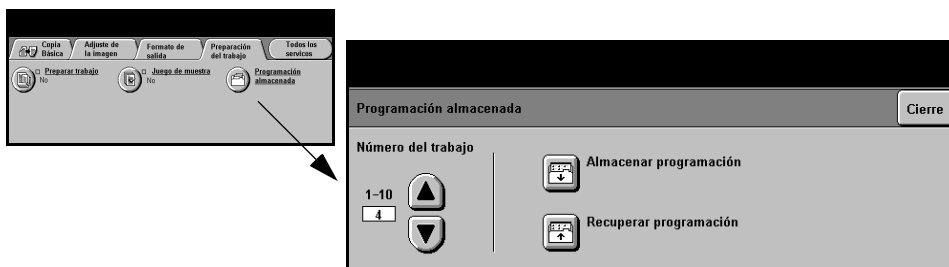 Copia Básica
Adjuste de la imagen
Formato de salida
Preparación del trabajo
Todos los servicos
Preparar trabajo
No
Juego de muestra
No
Programación almacenada
Programación almacenada
Cierre
Número del trabajo
1-10
4
Almacenar programación
Recuperar programación